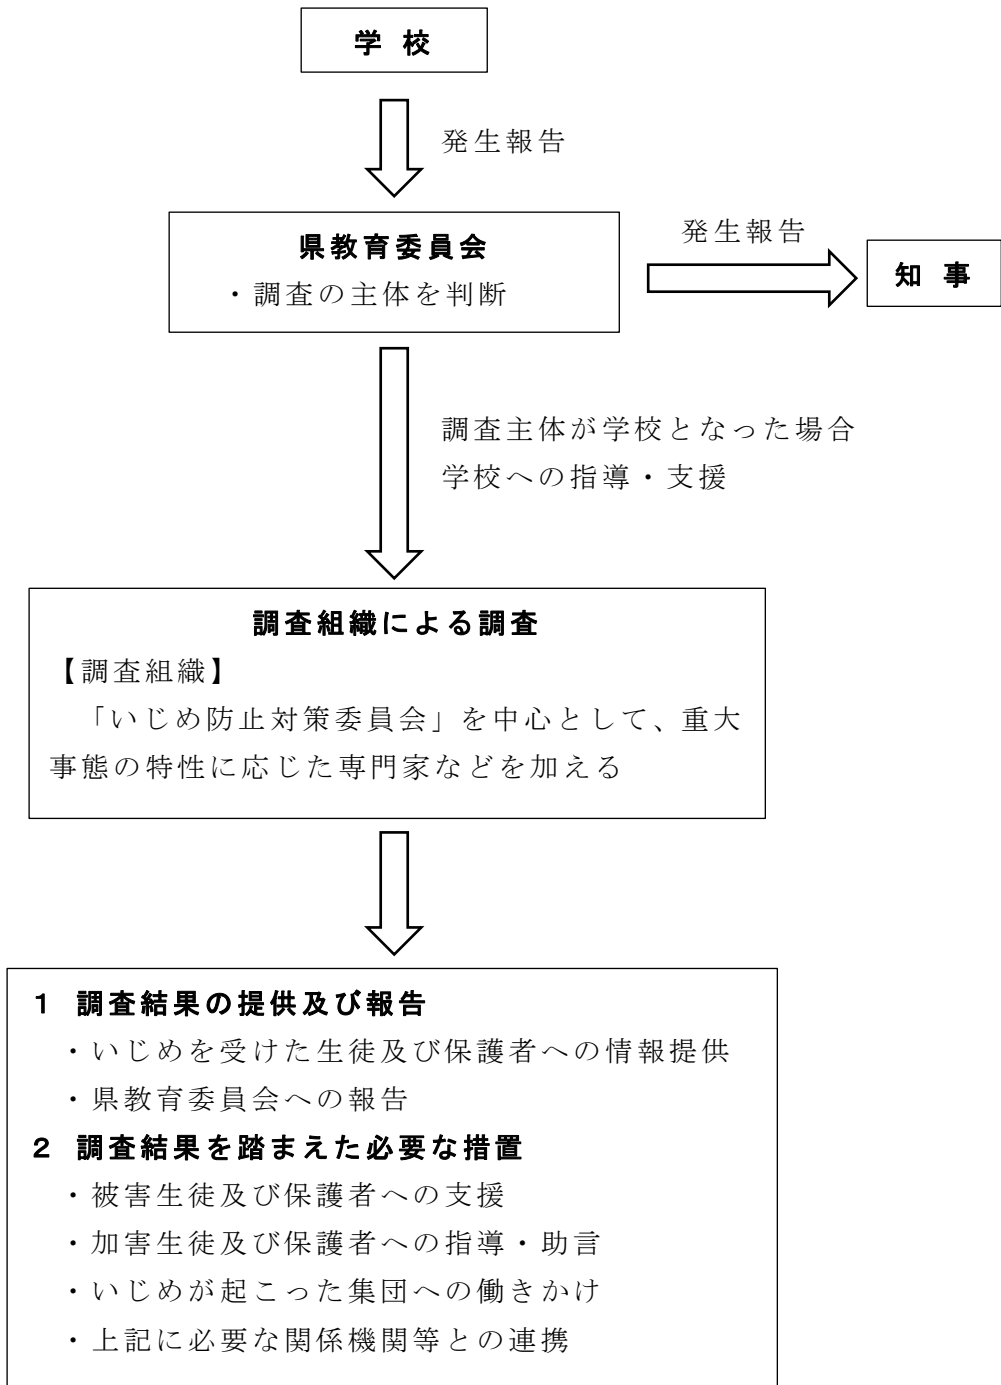 学 校
発生報告
県教育委員会
・調査の主体を判断
発生報告
知 事
調査主体が学校となった場合
学校への指導・支援
調査組織による調査
【調査組織】
「いじめ防止対策委員会」を中心として、重大
事態の特性に応じた専門家などを加える
１ 調査結果の提供及び報告
・いじめを受けた生徒及び保護者への情報提供
・県教育委員会への報告
２ 調査結果を踏まえた必要な措置
・被害生徒及び保護者への支援
・加害生徒及び保護者への指導・助言
・いじめが起こった集団への働きかけ
・上記に必要な関係機関等との連携